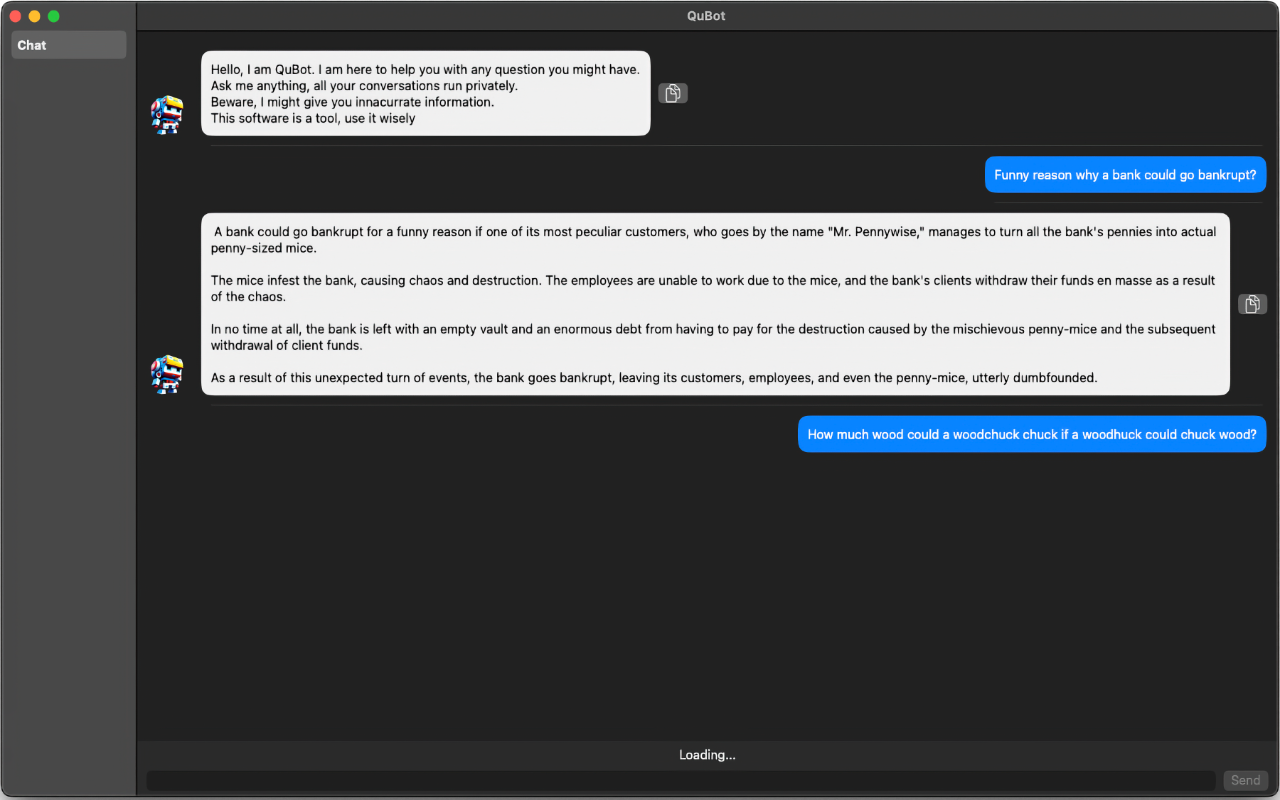 QuBot
Chat
Hello, I am QuBot. I am here to help you with any question you might have.
Ask me anything, all your conversations run privately.
Beware, I might give you innacurrate information.
This software is a tool, use it wisely
Funny reason why a bank could go bankrupt?
A bank could go bankrupt for a funny reason if one of its most peculiar customers, who goes by the name "Mr. Pennywise," manages to turn all the bank's pennies into actual
penny-sized mice.
The mice infest the bank, causing chaos and destruction. The employees are unable to work due to the mice, and the bank's clients withdraw their funds en masse as a result
of the chaos.
In no time at all, the bank is left with an empty vault and an enormous debt from having to pay for the destruction caused by the mischievous penny-mice and the subsequent
withdrawal of client funds.
As a result of this unexpected turn of events, the bank goes bankrupt, leaving its customers, employees, and even the penny-mice, utterly dumbfounded.
How much wood could a woodchuck chuck if a woodhuck could chuck wood?
Loading...
Send